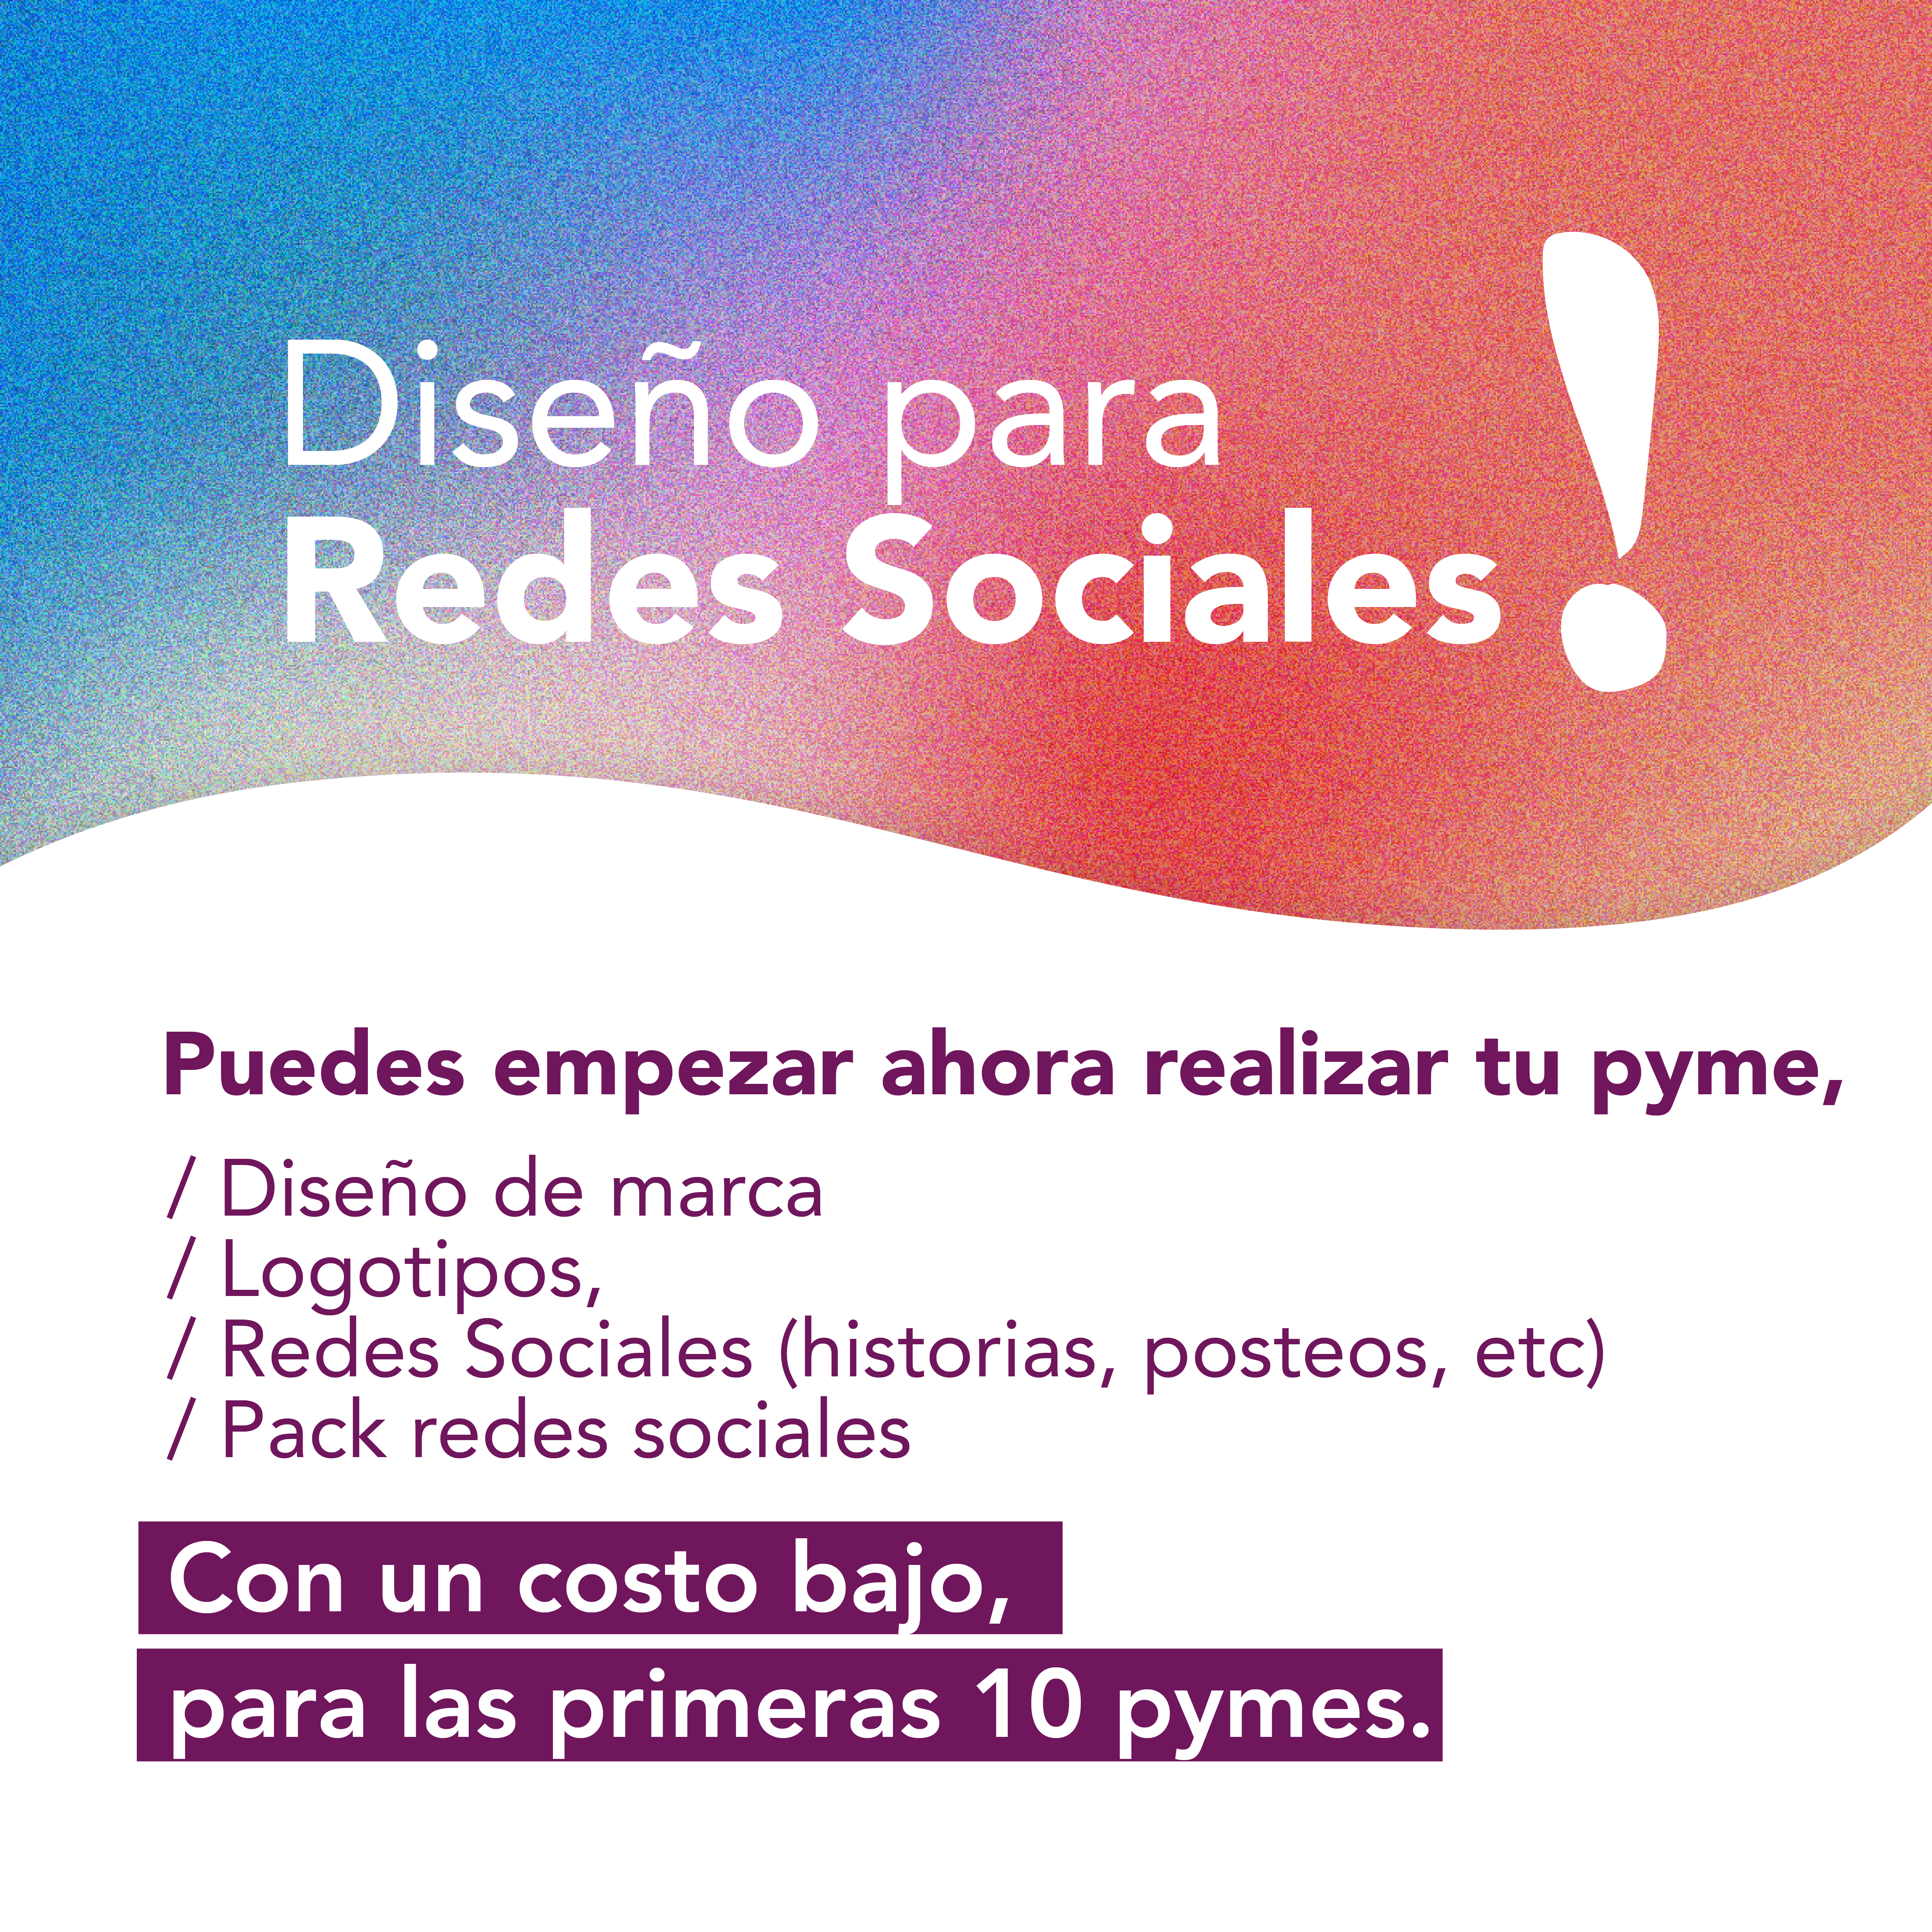 Diseño para
Redes Sociales!
Puedes empezar ahora realizar tu pyme,
/ Diseño de marca
/ Logotipos,
/ Redes Sociales (historias, posteos, etc)
/ Pack redes sociales
Con un costo bajo,
para las primeras 10 pymes.